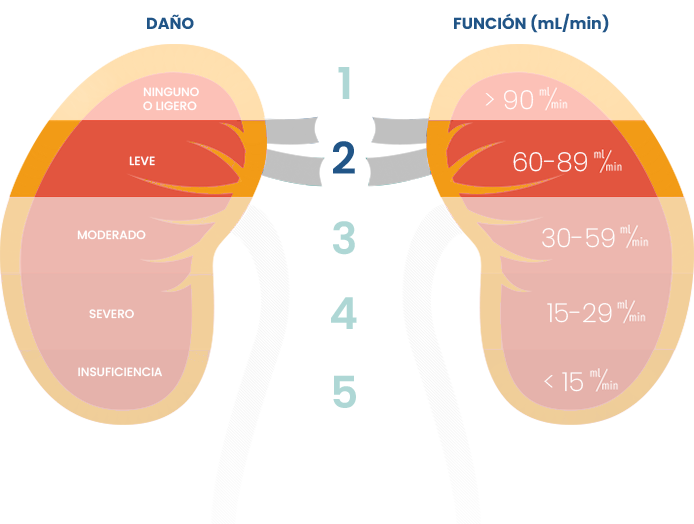 DAÑO
FUNCIÓN (mL/min)
NINGUNO
O LIGERO
1
> 90 ml/min
LEVE
2
60-89 ml/min
MODERADO
3
30-59 ml/min
SEVERO
4
15-29 ml/min
INSUFICIENCIA
5
< 15 ml/min